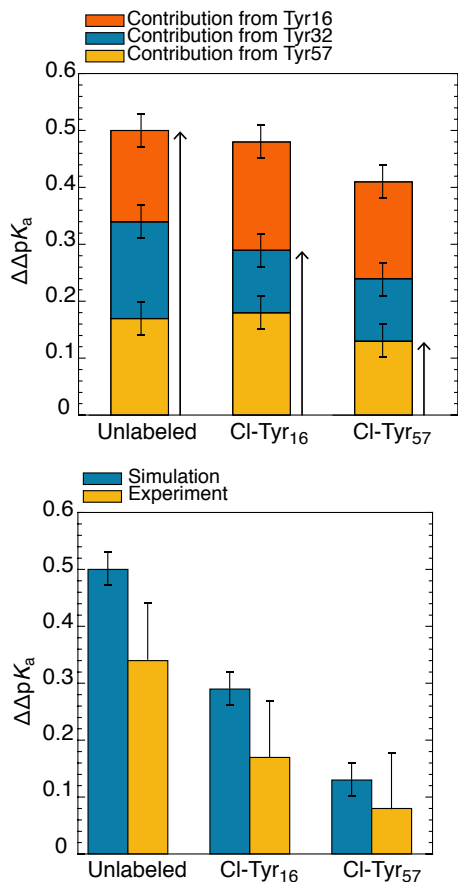 Contribution from Tyr16
Contribution from Tyr32
Contribution from Tyr57
0.6
0.4
0.3
0.2
0.1
0
ΔΔpKa
Unlabeled
Cl-Tyr16
Cl-Tyr57
Simulation
Experiment
0.6
0.5
0.4
0.3
0.2
0.1
0
ΔΔpKa
Unlabeled
Cl-Tyr16
Cl-Tyr57